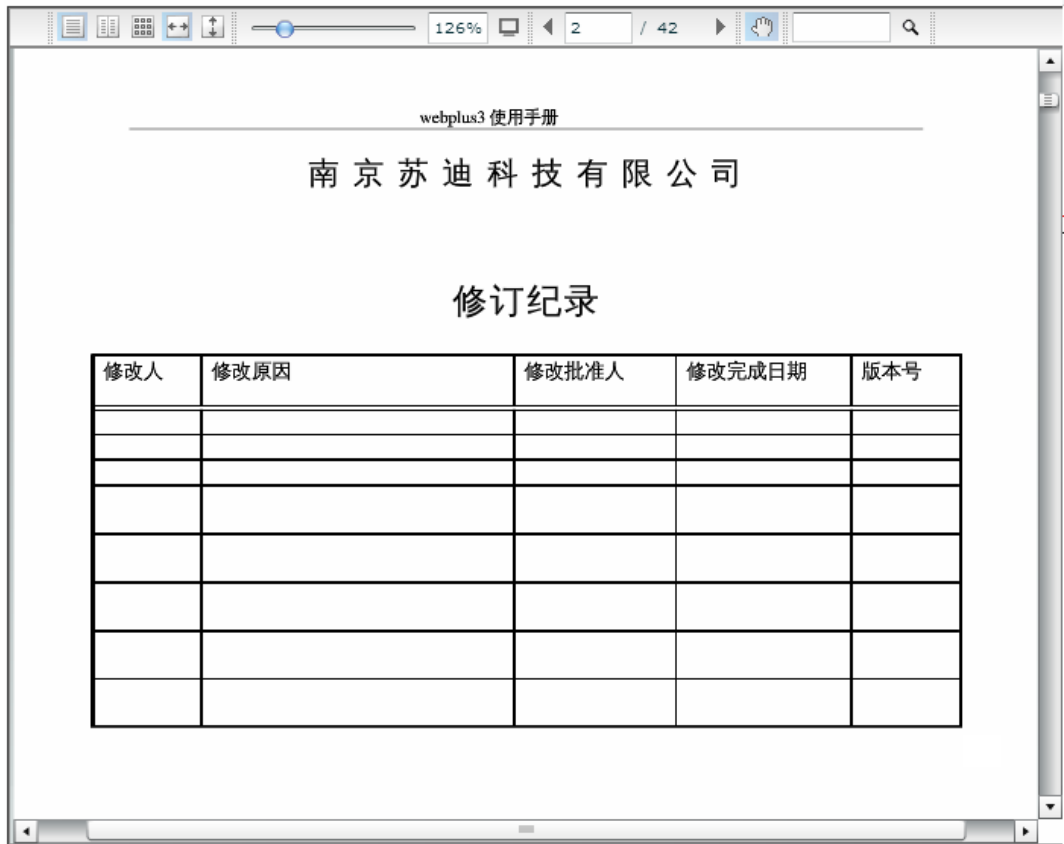 126% 2 / 42
webplus3 使用手册
南京苏迪科技有限公司
修订纪录
修改人 修改原因 修改批准人 修改完成日期 版本号